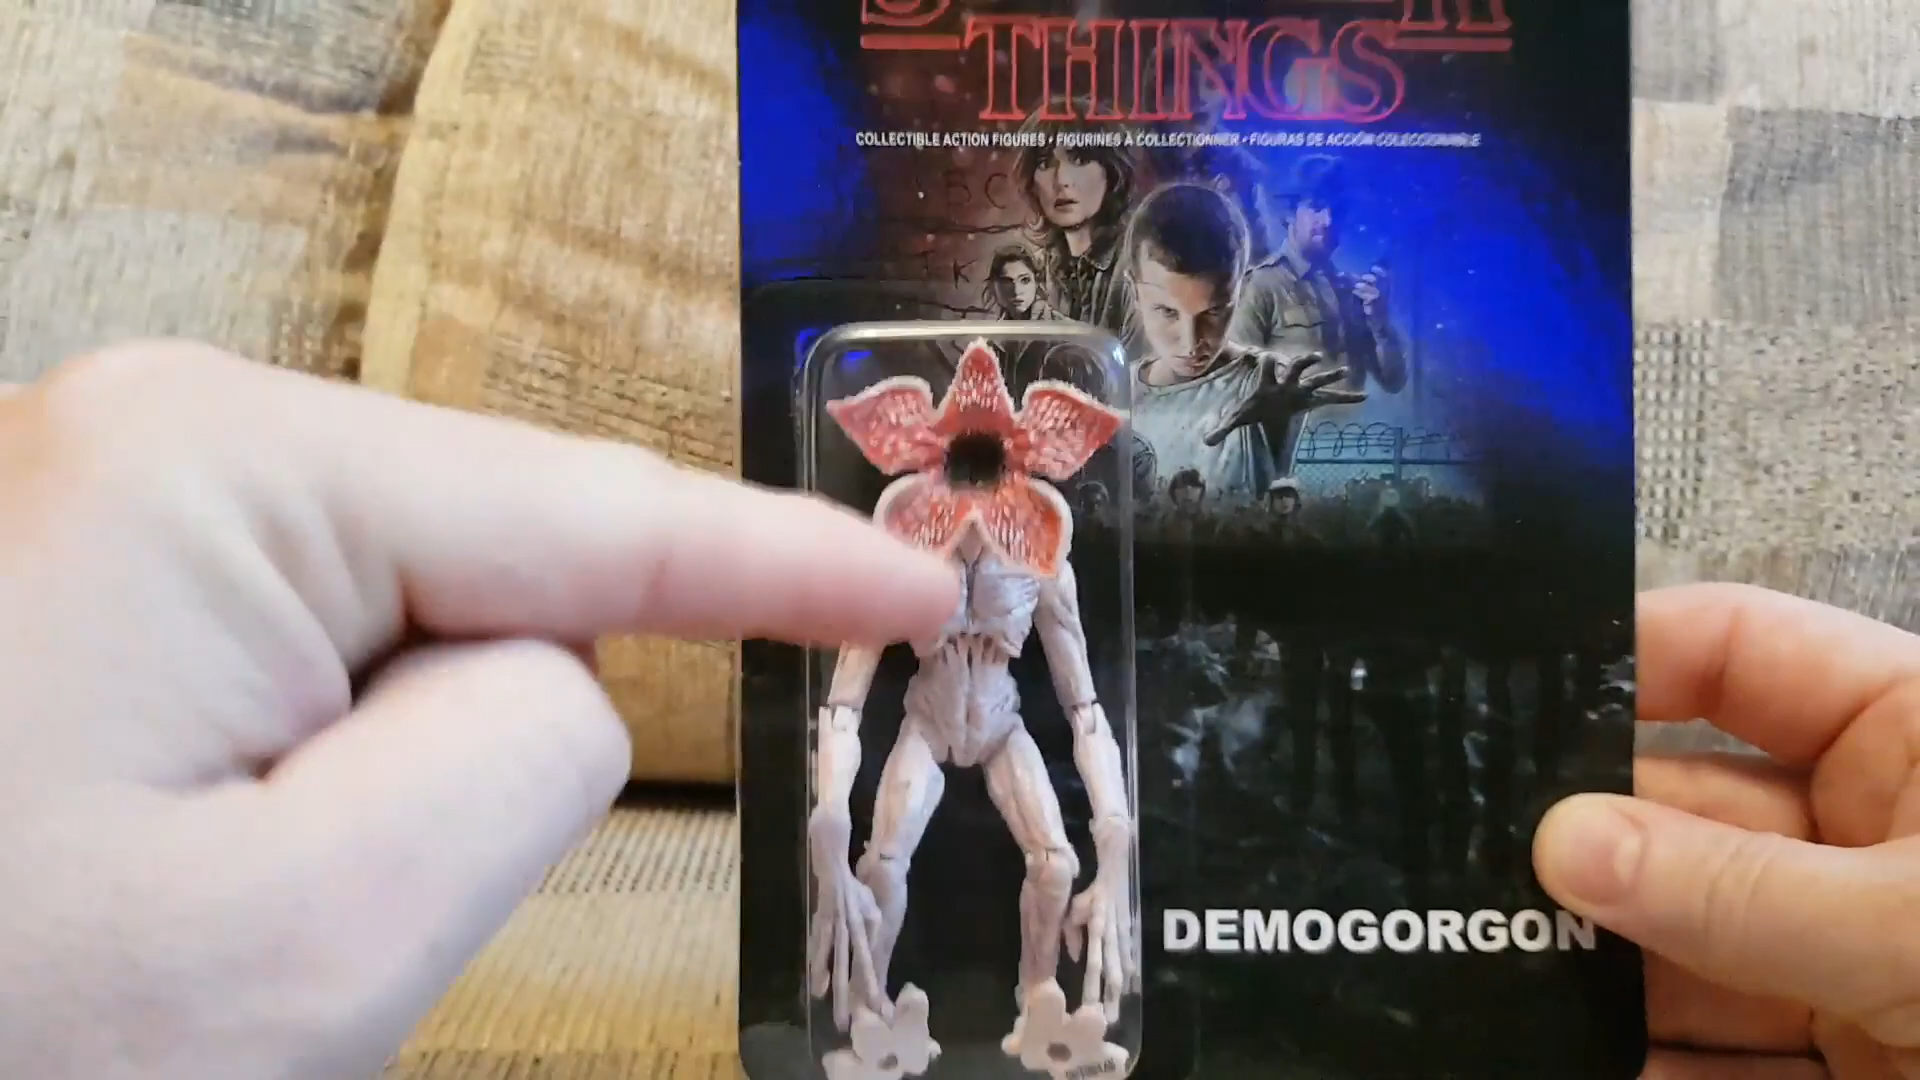 THINGS
COLLECTIBLE ACTION FIGURES • FIGURINES À COLLECTIONNER • FIGURAS DE ACCIÓN COLECCIONABLE
B C
K
DEMOGORGON